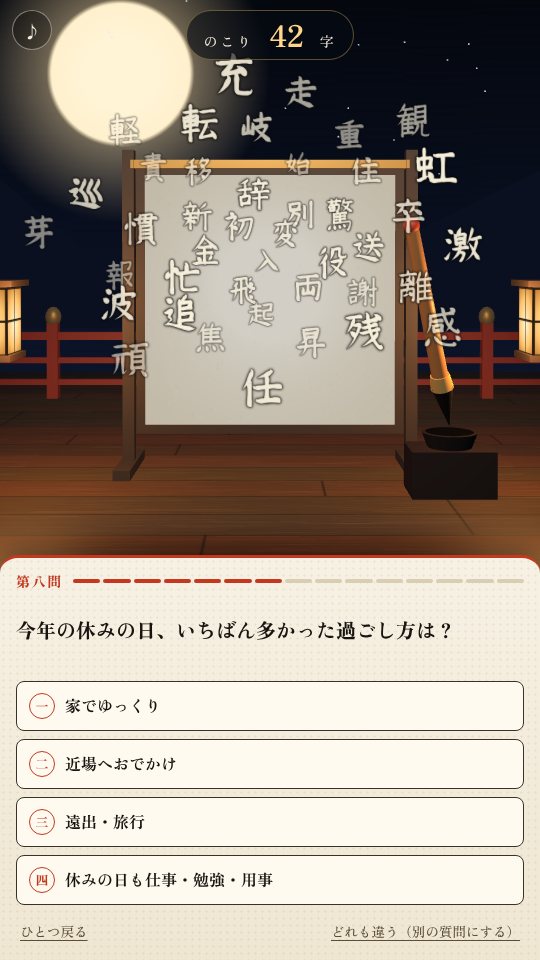 ♪
のこり 42 字
充
走
軽
転
岐
重
観
貴
移
始
住
虹
巡
辞
芽
慣
新
初
別
驚
卒
変
激
金
入
役
送
報
忙
飛
両
謝
離
波
追
起
感
焦
昇
残
頑
任
第八問
今年の休みの日、いちばん多かった過ごし方は？
一 家でゆっくり
二 近場へおでかけ
三 遠出・旅行
四 休みの日も仕事・勉強・用事
ひとつ戻る
どれも違う（別の質問にする）